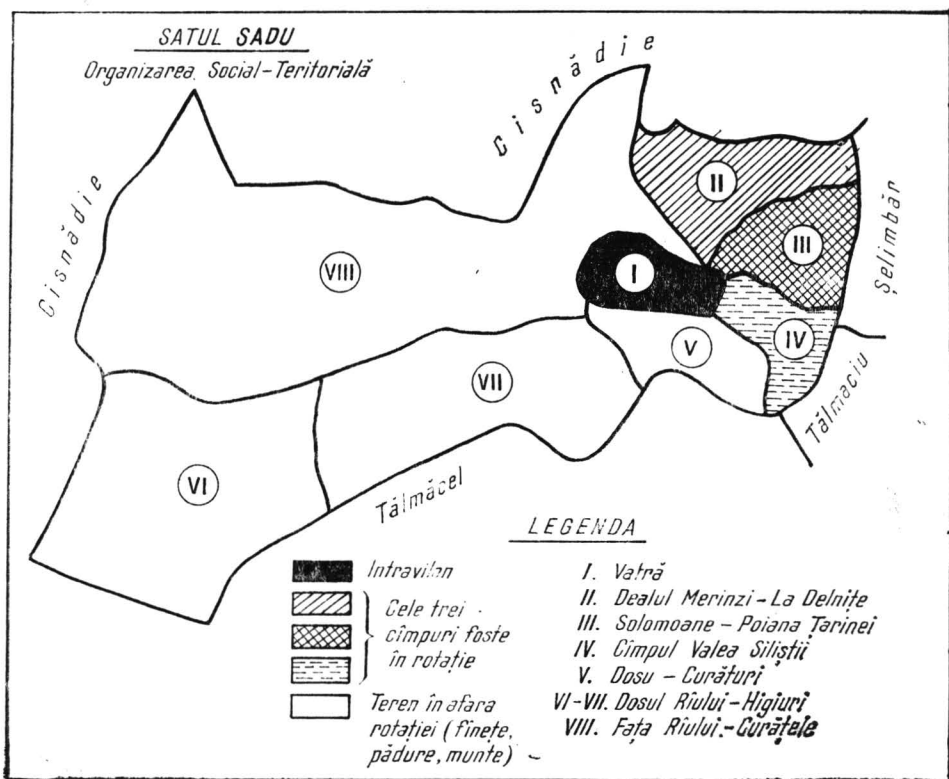 SATUL SADU
Organizarea Social-Teritorială
Cisnădie
Cisnădie
Șelimbăr
Tălmaciu
Tălmăcel
I
II
III
IV
V
VI
VII
VIII
LEGENDA
Intravilan
Cele trei
cîmpuri foste
în rotație
Teren în afara
rotației (fînețe,
pădure, munte)
I. Vatră
II. Dealul Merinzi - La Delnițe
III. Solomoane - Poiana Țarinei
IV. Cîmpul Valea Siliștii
V. Dosu - Curături
VI-VII. Dosul Rîului - Higiuri
VIII. Fața Rîului - Curățele